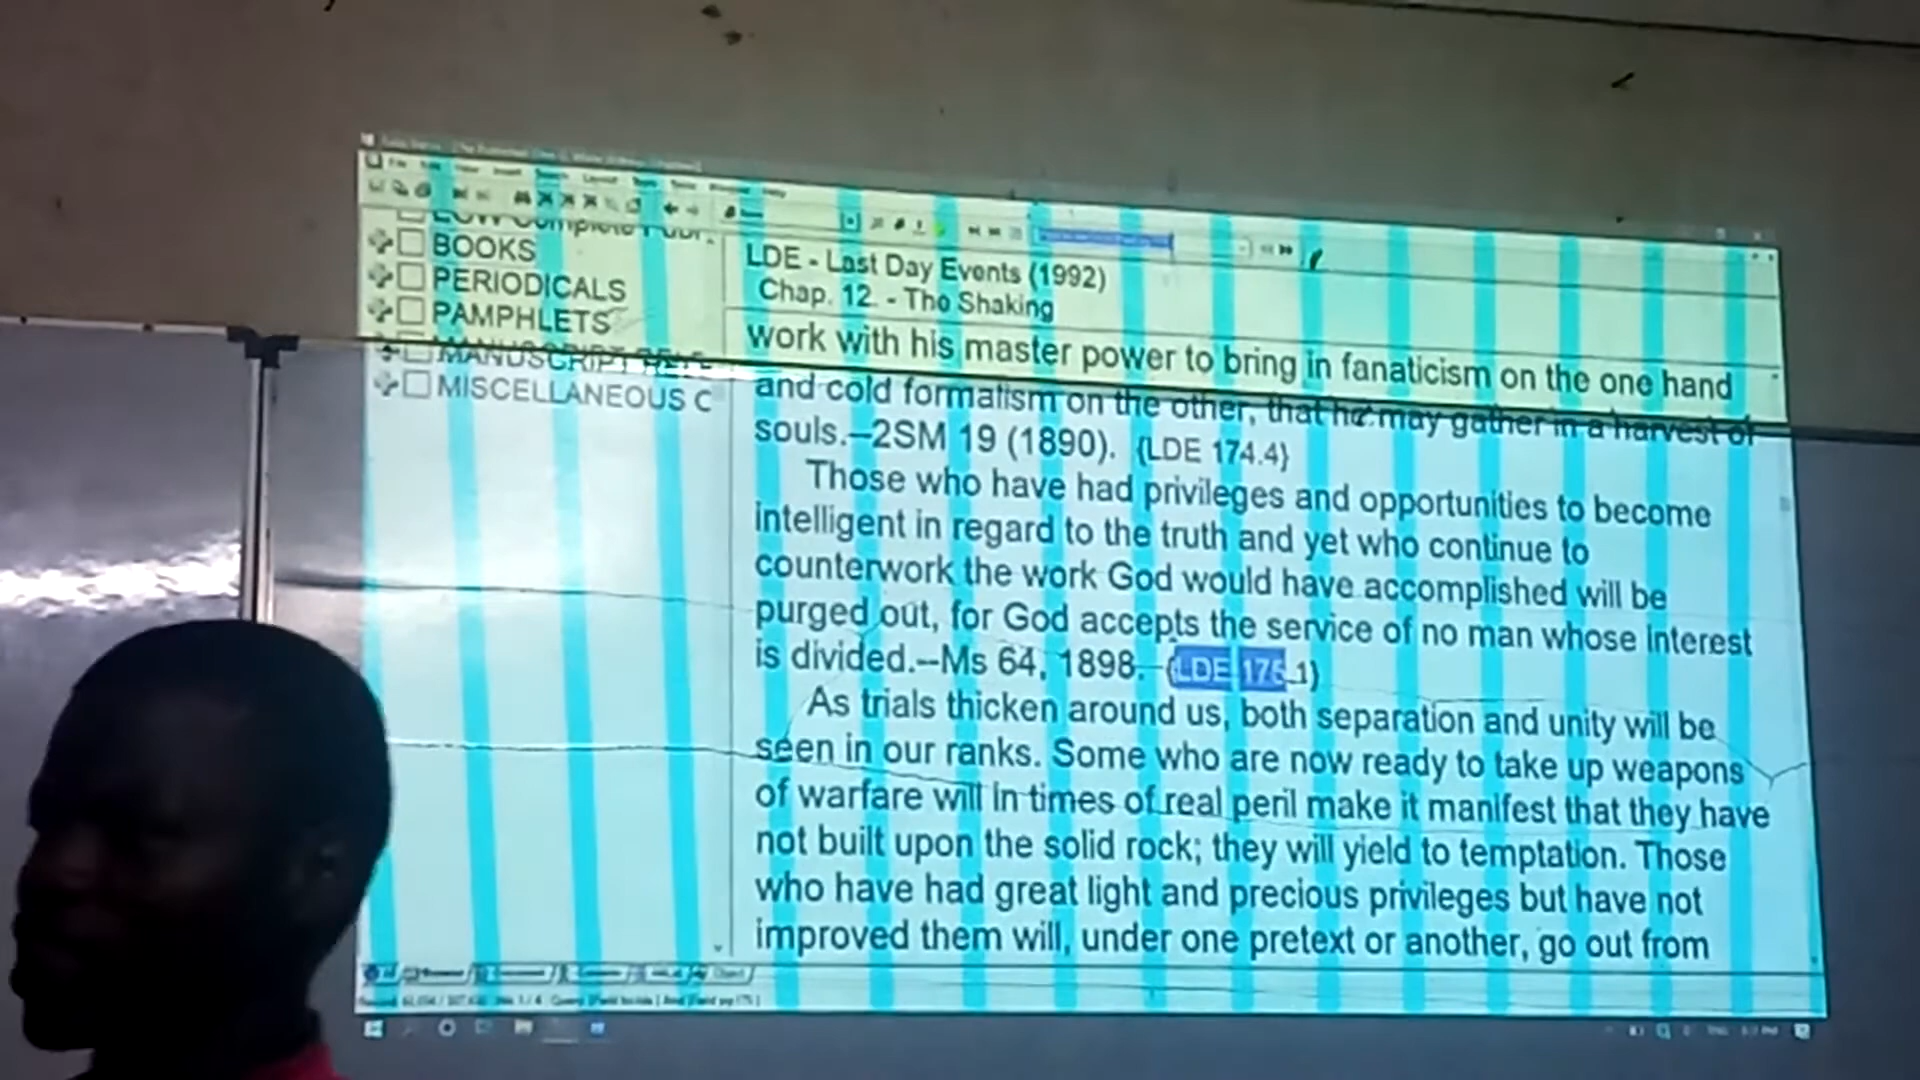 BOOKS
PERIODICALS
PAMPHLETS
MANUSCRIPT
MISCELLANEOUS C
LDE - Last Day Events (1992)
Chap. 12. - The Shaking
work with his master power to bring in fanaticism on the one hand
and cold formalism on the other, that he may gather in a harvest of
souls.--2SM 19 (1890). {LDE 174.4}
Those who have had privileges and opportunities to become
intelligent in regard to the truth and yet who continue to
counterwork the work God would have accomplished will be
purged out, for God accepts the service of no man whose interest
is divided.--Ms 64, 1898. {LDE 175.1}
As trials thicken around us, both separation and unity will be
seen in our ranks. Some who are now ready to take up weapons
of warfare will in times of real peril make it manifest that they have
not built upon the solid rock; they will yield to temptation. Those
who have had great light and precious privileges but have not
improved them will, under one pretext or another, go out from